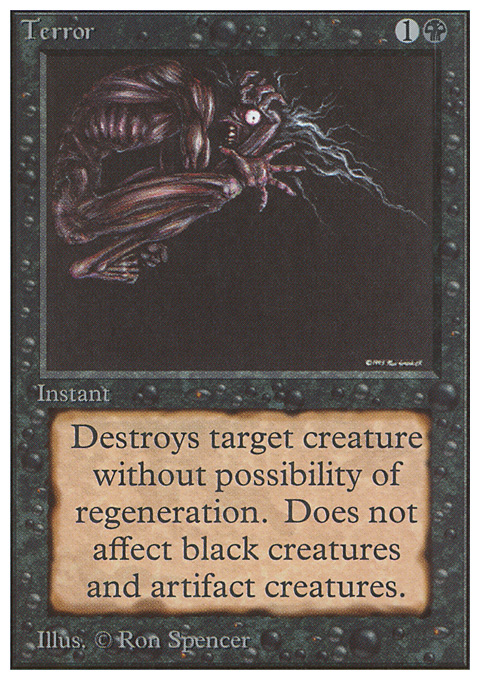 Terror 1
Instant
Destroys target creature
without possibility of
regeneration. Does not
affect black creatures
and artifact creatures.
Illus. © Ron Spencer